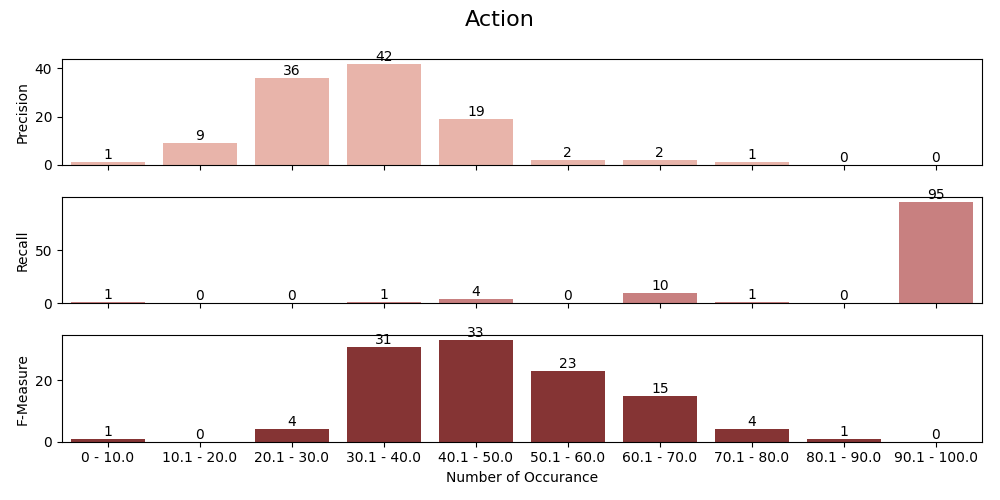 Action
Precision
40
20
0
1 9 36 42 19 2 2 1 0 0
Recall
50
0
1 0 0 1 4 0 10 1 0 95
F-Measure
20
0
1 0 4 31 33 23 15 4 1 0
0 - 10.0 10.1 - 20.0 20.1 - 30.0 30.1 - 40.0 40.1 - 50.0 50.1 - 60.0 60.1 - 70.0 70.1 - 80.0 80.1 - 90.0 90.1 - 100.0
Number of Occurance